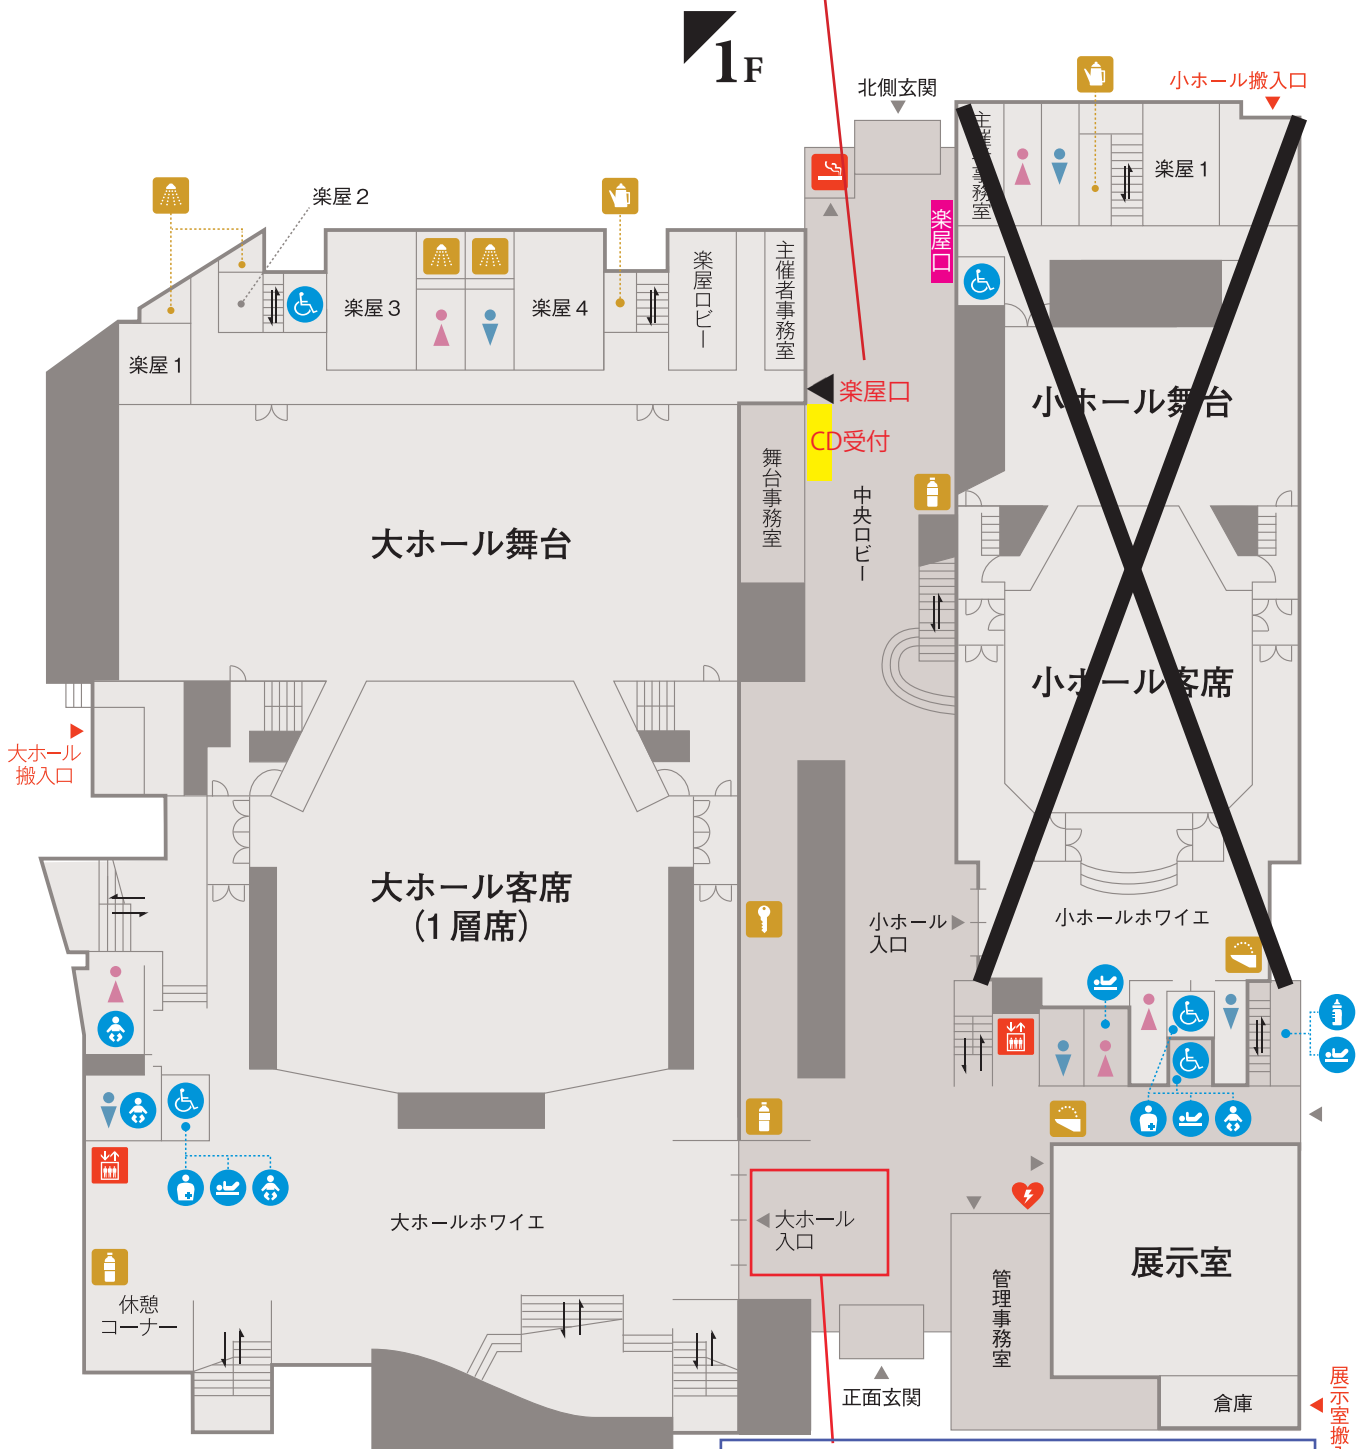 1F
北側玄関
小ホール搬入口
主催者事務室
楽屋1
楽屋2
楽屋口
楽屋3
楽屋4
楽屋ロビー
主催者事務室
楽屋1
楽屋口
CD受付
小ホール舞台
舞台事務室
中央ロビー
大ホール舞台
小ホール客席
大ホール
搬入口
大ホール客席
(1層席)
小ホール
入口
小ホールホワイエ
大ホールホワイエ
大ホール
入口
展示室
管理事務室
休憩
コーナー
正面玄関
倉庫
展示室搬